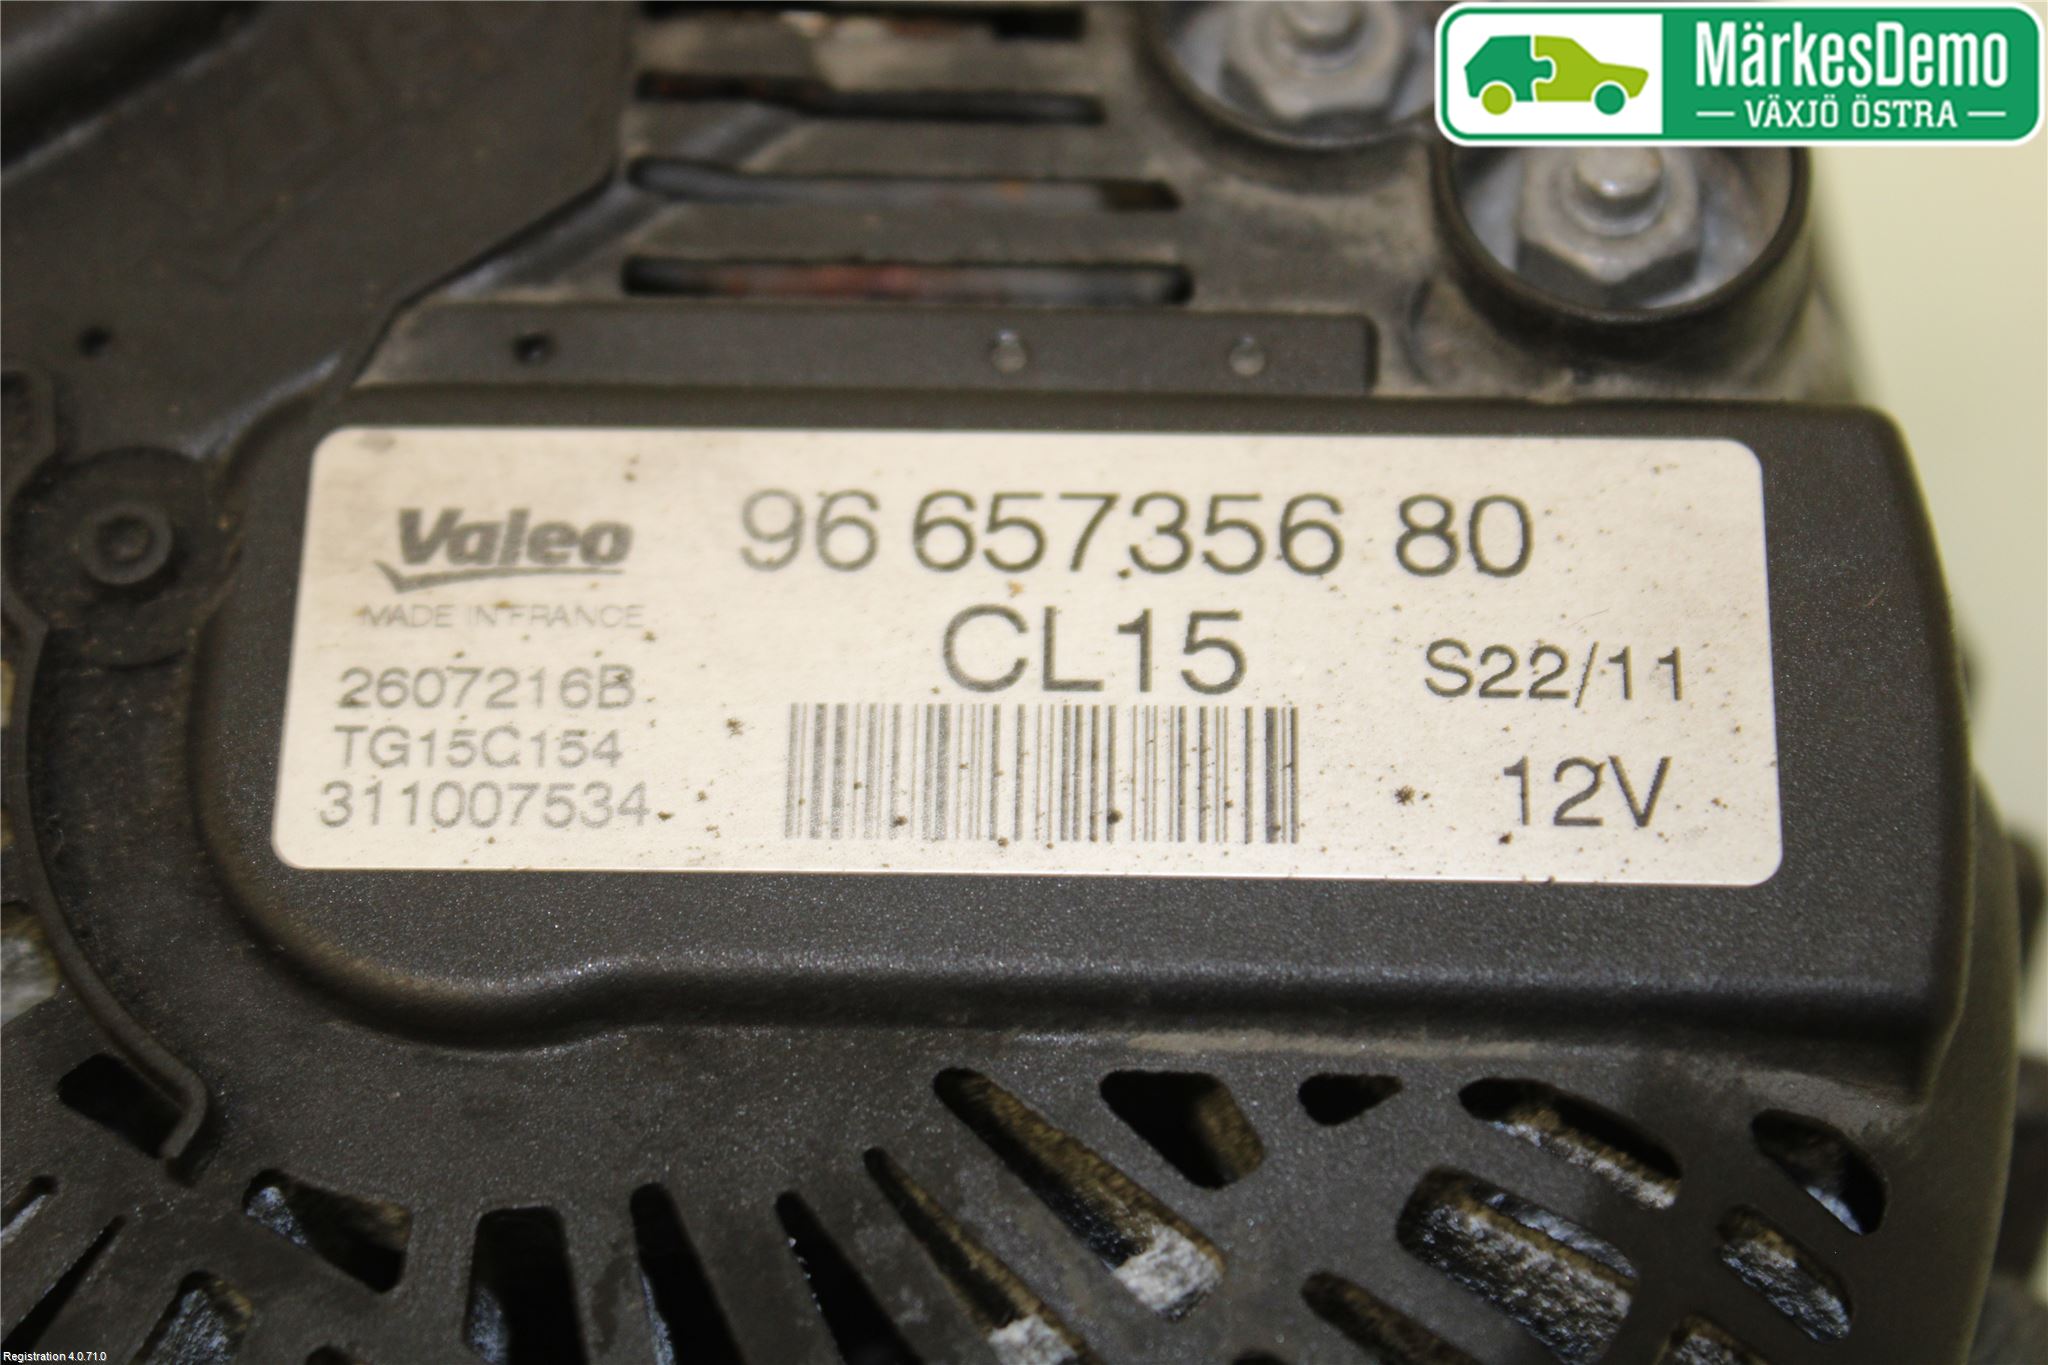 MärkesDemo
VÄXJÖ ÖSTRA
Valeo
MADE IN FRANCE
96 657356 80
CL15
S22/11
2607216B
TG15C154
311007534
12V
Registration 4.0.71.0